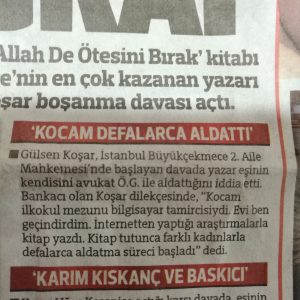 Allah De Ötesini Bırak’ kitabı
e’nin en çok kazanan yazarı
oşar boşanma davası açtı.
‘KOCAM DEFALARCA ALDATTI’
Gülsen Koşar, İstanbul Büyükçekmece 2. Aile
Mahkemesi’nde başlayan davada yazar eşinin
kendisini avukat Ö.G. ile aldattığını iddia etti.
Bankacı olan Koşar dilekçesinde, “Kocam
ilkokul mezunu bilgisayar tamircisiydi. Evi ben
geçindirdim. İnternetten yaptığı araştırmalarla
kitap yazdı. Kitap tutunca farklı kadınlarla
defalarca aldatma süreci başladı” dedi.
‘KARIM KISKANÇ VE BASKICI’